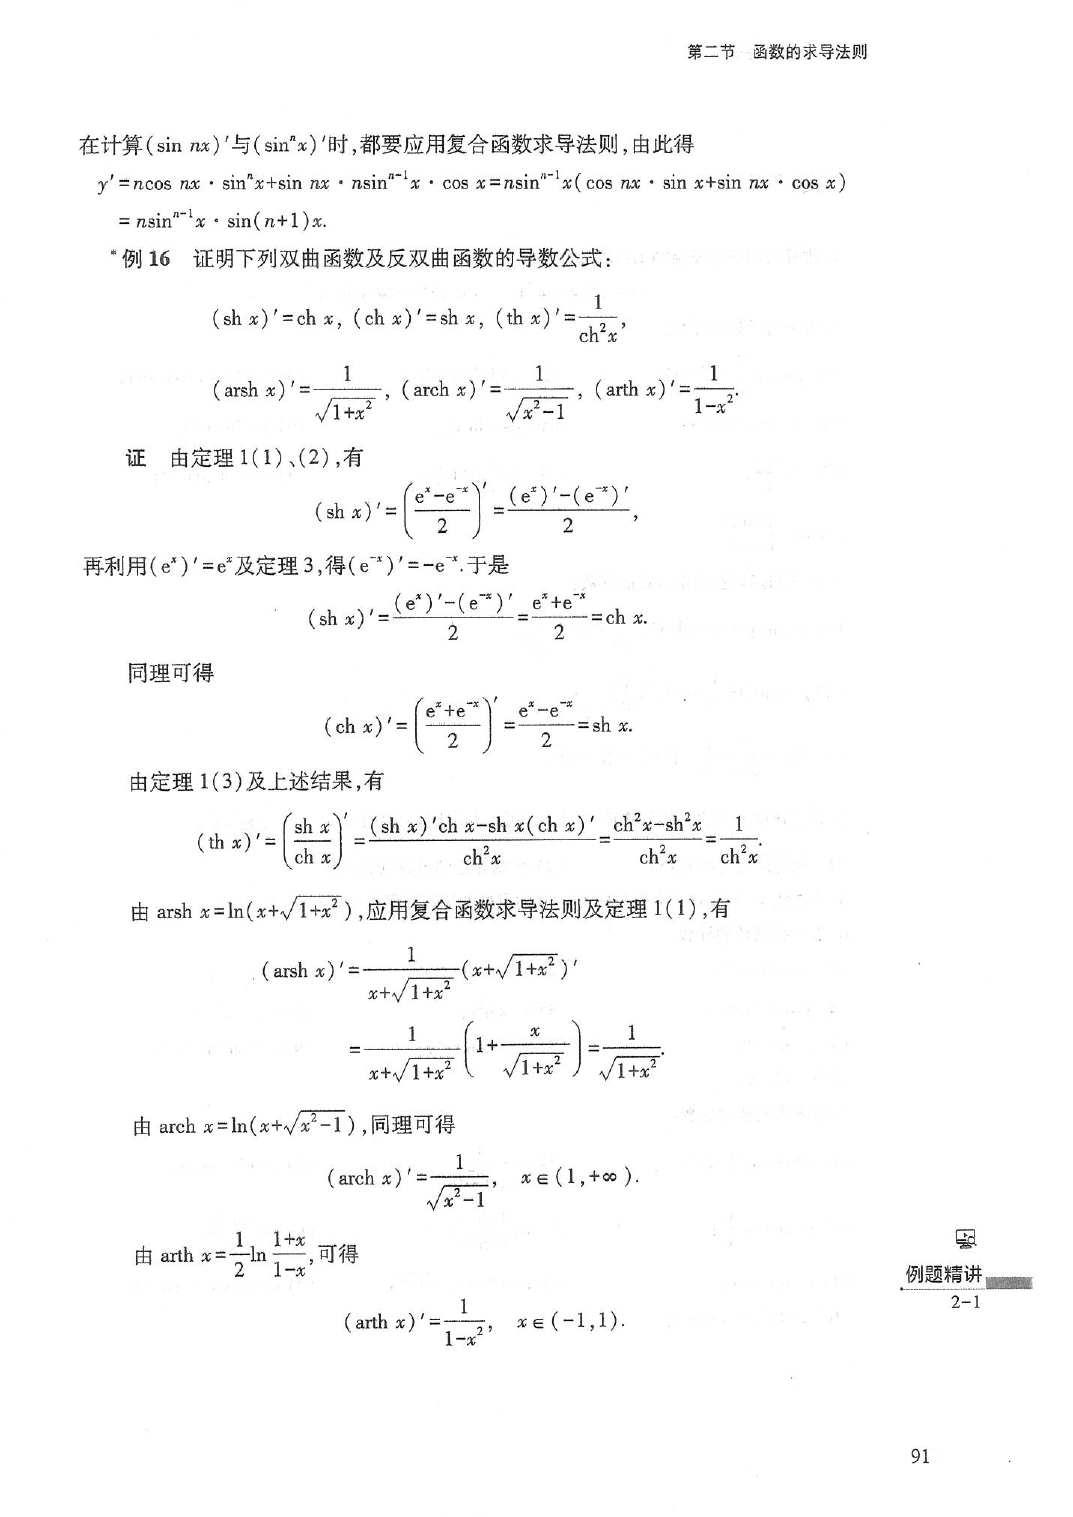 第二节 函数的求导法则
在计算(sin nx)'与(sinⁿx)'时,都要应用复合函数求导法则,由此得
y'=ncos nx · sinⁿx+sin nx · nsinⁿ⁻¹x · cos x=nsinⁿ⁻¹x(cos nx · sin x+sin nx · cos x)
=nsinⁿ⁻¹x · sin(n+1)x.
*例 16 证明下列双曲函数及反双曲函数的导数公式:
(sh x)'=ch x, (ch x)'=sh x, (th x)'=1/ch²x,
(arsh x)'=1/√(1+x²), (arch x)'=1/√(x²-1), (arth x)'=1/(1-x²).
证 由定理 1(1)、(2),有
(sh x)'=((eˣ-e⁻ˣ)/2)'=((eˣ)'-(e⁻ˣ)')/2,
再利用(eˣ)'=eˣ及定理 3,得(e⁻ˣ)'=-e⁻ˣ.于是
(sh x)'=((eˣ)'-(e⁻ˣ)')/2=(eˣ+e⁻ˣ)/2=ch x.
同理可得
(ch x)'=((eˣ+e⁻ˣ)/2)'=(eˣ-e⁻ˣ)/2=sh x.
由定理 1(3)及上述结果,有
(th x)'=(sh x/ch x)'=((sh x)'ch x-sh x(ch x)')/ch²x=(ch²x-sh²x)/ch²x=1/ch²x.
由 arsh x=ln(x+√(1+x²)),应用复合函数求导法则及定理 1(1),有
(arsh x)'=1/(x+√(1+x²))(x+√(1+x²))'
=1/(x+√(1+x²))(1+x/√(1+x²))=1/√(1+x²).
由 arch x=ln(x+√(x²-1)),同理可得
(arch x)'=1/√(x²-1), x∈(1,+∞).
由 arth x=1/2 ln (1+x)/(1-x),可得
(arth x)'=1/(1-x²), x∈(-1,1).
例题精讲
2-1
91